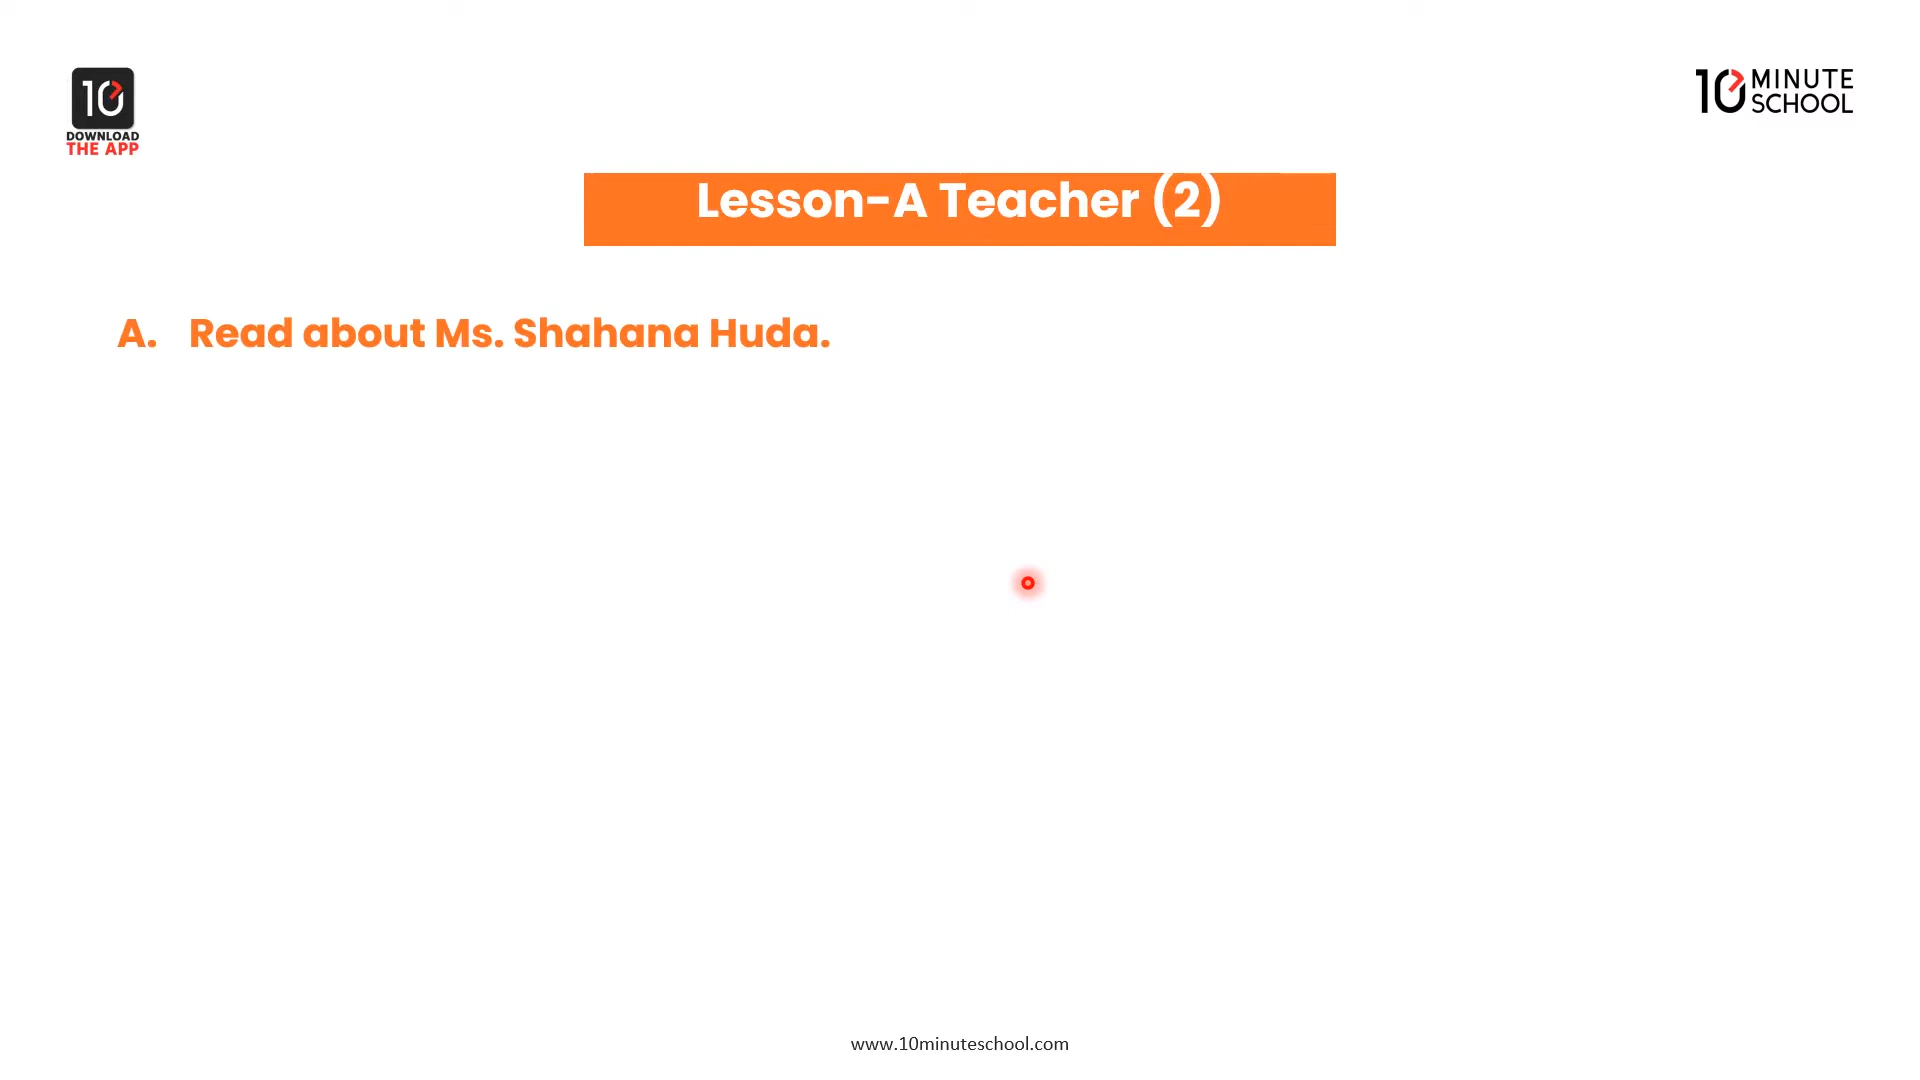 10
DOWNLOAD
THE APP
10 MINUTE
SCHOOL
Lesson-A Teacher (2)
A. Read about Ms. Shahana Huda.
www.10minuteschool.com